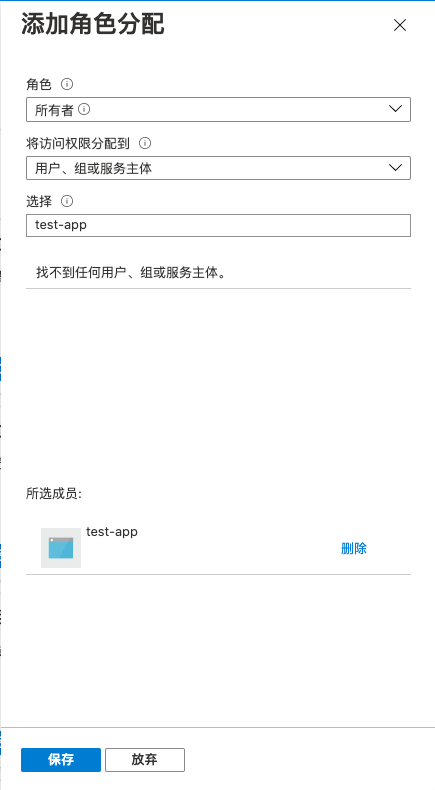 添加角色分配
角色
所有者
将访问权限分配到
用户、组或服务主体
选择
test-app
找不到任何用户、组或服务主体。
所选成员:
test-app
删除
保存 放弃